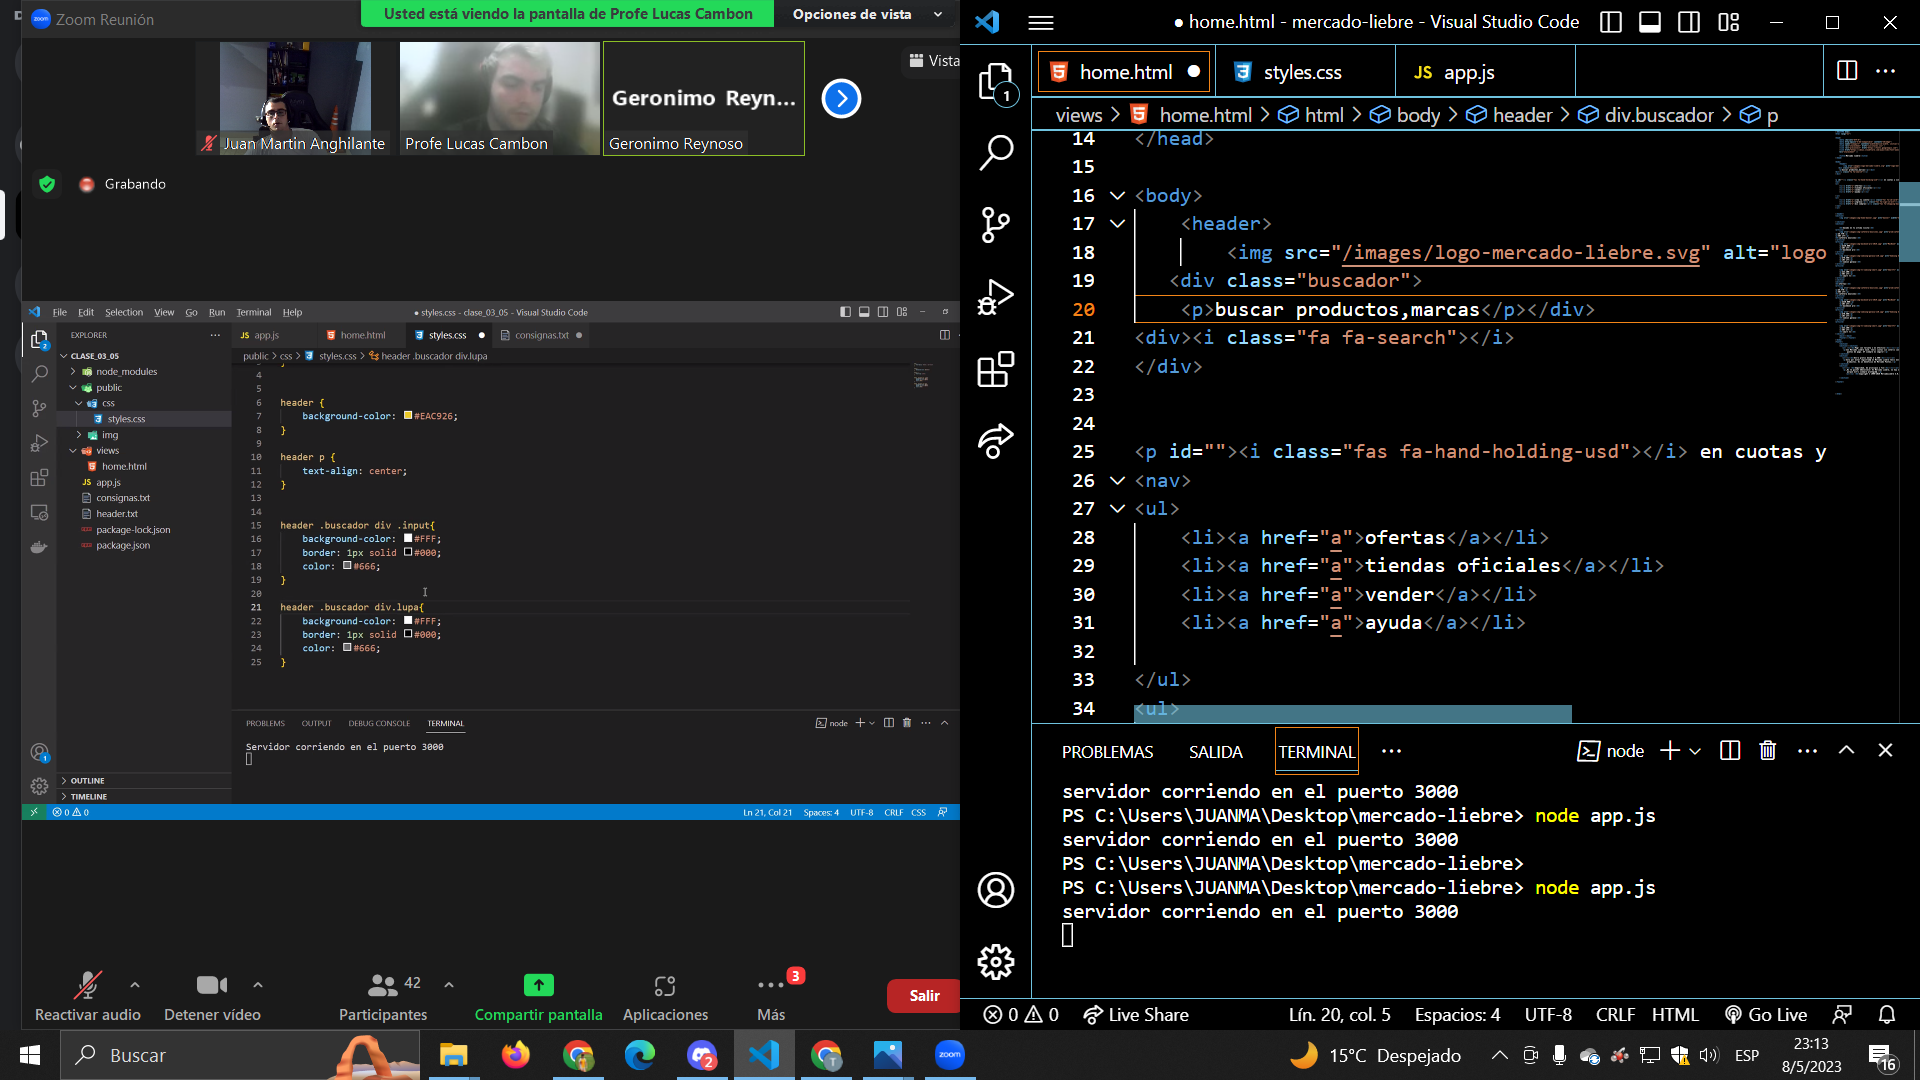 Zoom Reunión
Usted está viendo la pantalla de Profe Lucas Cambon
Opciones de vista
Vista
Juan Martin Anghilante
Profe Lucas Cambon
Geronimo Reyn...
Geronimo Reynoso
Grabando
File Edit Selection View Go Run Terminal Help
● styles.css - clase_03_05 - Visual Studio Code
EXPLORER
CLASE_03_05
node_modules
public
css
styles.css
img
views
home.html
app.js
consignas.txt
header.txt
package-lock.json
package.json
OUTLINE
TIMELINE
JS app.js
home.html
styles.css
consignas.txt
public > css > styles.css > header .buscador div.lupa
4
5
6 header {
7 background-color: #EAC926;
8 }
9
10 header p {
11 text-align: center;
12 }
13
14
15 header .buscador div .input{
16 background-color: #FFF;
17 border: 1px solid #000;
18 color: #666;
19 }
20
21 header .buscador div.lupa{
22 background-color: #FFF;
23 border: 1px solid #000;
24 color: #666;
25 }
PROBLEMS OUTPUT DEBUG CONSOLE TERMINAL
node
Servidor corriendo en el puerto 3000
0 0
Ln 21, Col 21 Spaces: 4 UTF-8 CRLF CSS
Reactivar audio
Detener vídeo
42
Participantes
Compartir pantalla
Aplicaciones
3
Más
Salir
● home.html - mercado-liebre - Visual Studio Code
1
home.html
styles.css
JS app.js
views > home.html > html > body > header > div.buscador > p
14 </head>
15
16 <body>
17 <header>
18 <img src="/images/logo-mercado-liebre.svg" alt="logo
19 <div class="buscador">
20 <p>buscar productos,marcas</p></div>
21 <div><i class="fa fa-search"></i>
22 </div>
23
24
25 <p id=""><i class="fas fa-hand-holding-usd"></i> en cuotas y
26 <nav>
27 <ul>
28 <li><a href="a">ofertas</a></li>
29 <li><a href="a">tiendas oficiales</a></li>
30 <li><a href="a">vender</a></li>
31 <li><a href="a">ayuda</a></li>
32
33 </ul>
34 <ul>
PROBLEMAS SALIDA TERMINAL
node
servidor corriendo en el puerto 3000
PS C:\Users\JUANMA\Desktop\mercado-liebre> node app.js
servidor corriendo en el puerto 3000
PS C:\Users\JUANMA\Desktop\mercado-liebre>
PS C:\Users\JUANMA\Desktop\mercado-liebre> node app.js
servidor corriendo en el puerto 3000
0 0 Live Share
Lín. 20, col. 5 Espacios: 4 UTF-8 CRLF HTML Go Live
Buscar
2
zoom
15°C Despejado
ESP
23:13
8/5/2023
16